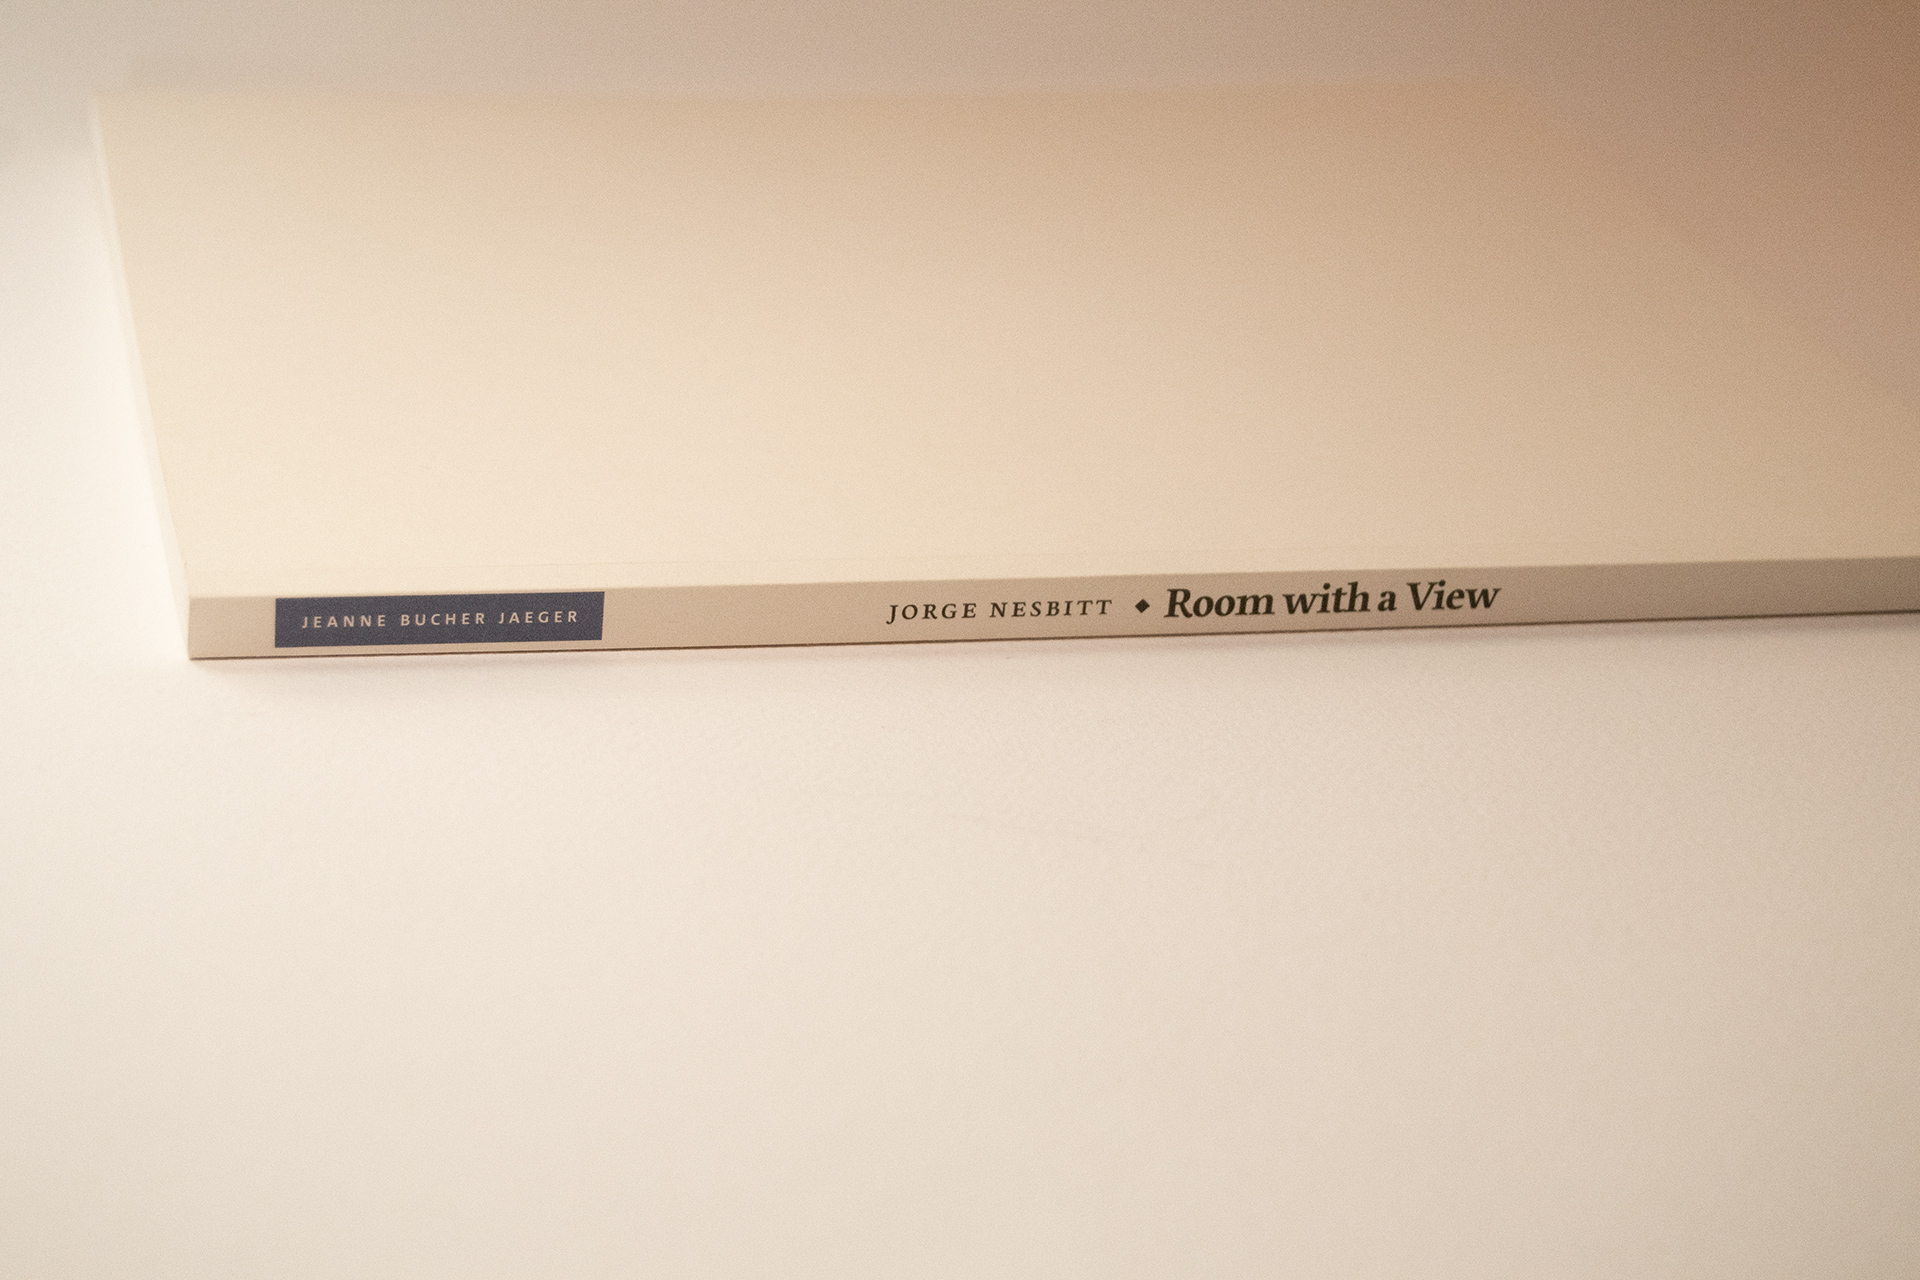 JEANNE BUCHER JAEGER JORGE NESBITT ◆ Room with a View